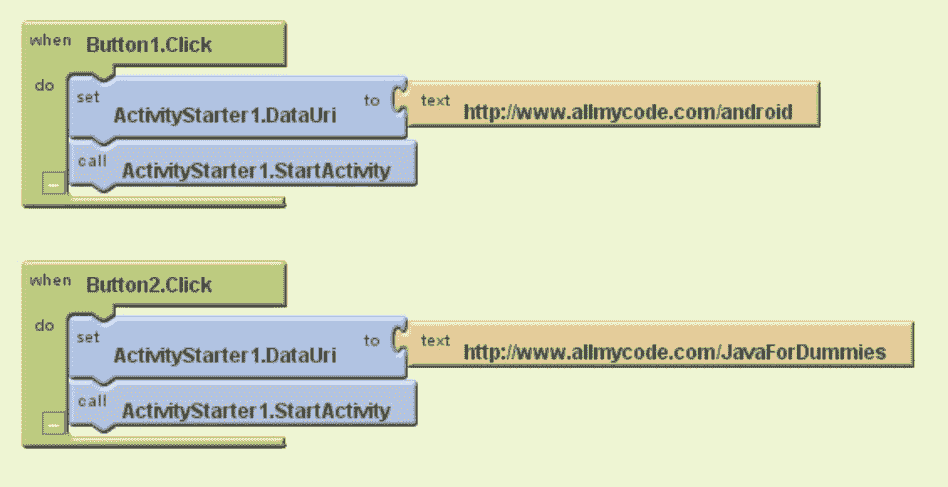 when Button1.Click
do
set ActivityStarter1.DataUri to text http://www.allmycode.com/android
call ActivityStarter1.StartActivity
when Button2.Click
do
set ActivityStarter1.DataUri to text http://www.allmycode.com/JavaForDummies
call ActivityStarter1.StartActivity